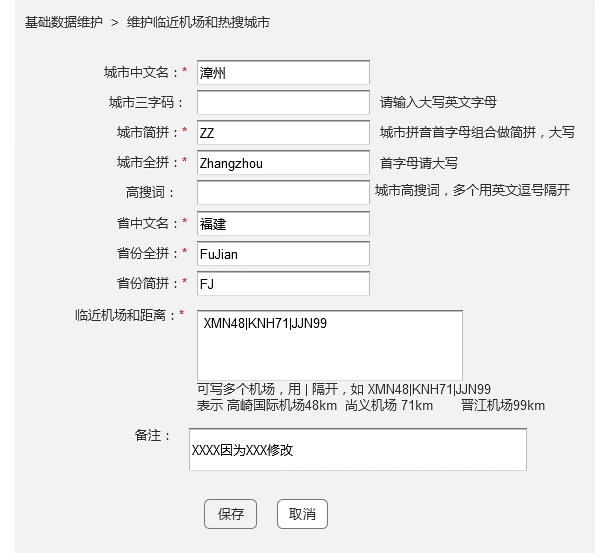 基础数据维护 > 维护临近机场和热搜城市
城市中文名：* 漳州
城市三字码： 请输入大写英文字母
城市简拼：* ZZ 城市拼音首字母组合做简拼，大写
城市全拼：* Zhangzhou 首字母请大写
高搜词： 城市高搜词，多个用英文逗号隔开
省中文名：* 福建
省份全拼：* FuJian
省份简拼：* FJ
临近机场和距离：* XMN48|KNH71|JJN99
可写多个机场，用 | 隔开，如 XMN48|KNH71|JJN99
表示 高崎国际机场48km 尚义机场 71km 晋江机场99km
备注： XXXX因为XXX修改
保存 取消